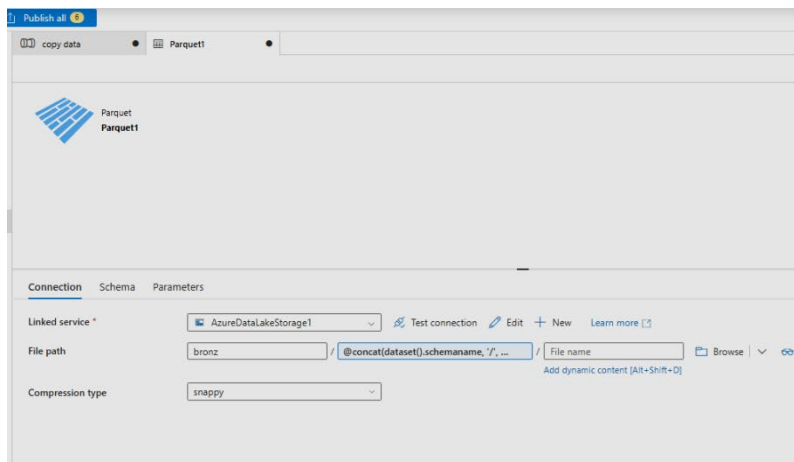 Publish all 6
copy data
Parquet1
Parquet
Parquet1
Connection Schema Parameters
Linked service * AzureDataLakeStorage1 Test connection Edit New Learn more
File path bronz / @concat(dataset().schemaname, '/', ... / File name Browse
Add dynamic content [Alt+Shift+D]
Compression type snappy